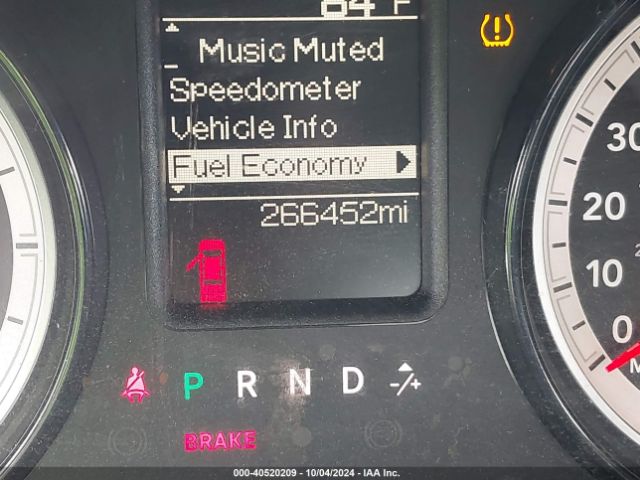 84°F
Music Muted
Speedometer
Vehicle Info
Fuel Economy
266452mi
30
20
10
0
P R N D -/+
BRAKE
000-40520209 - 10/04/2024 - IAA Inc.